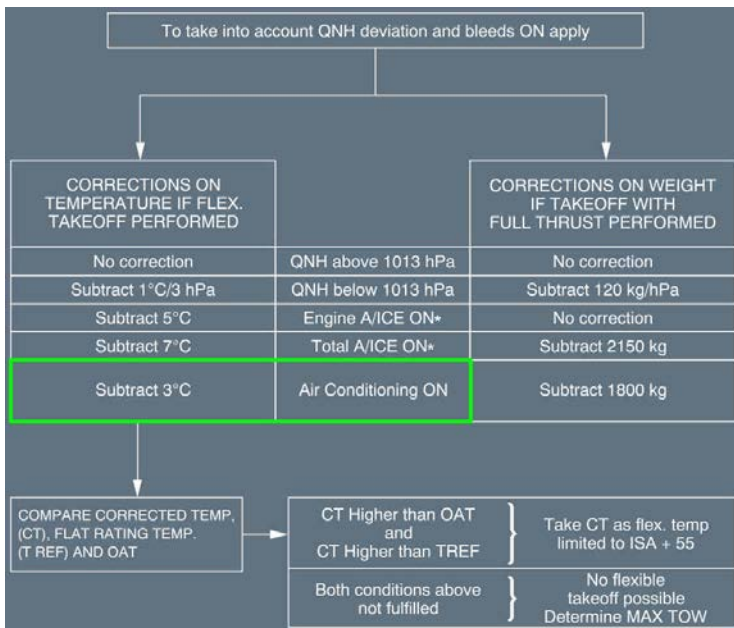 To take into account QNH deviation and bleeds ON apply
CORRECTIONS ON
TEMPERATURE IF FLEX.
TAKEOFF PERFORMED
CORRECTIONS ON WEIGHT
IF TAKEOFF WITH
FULL THRUST PERFORMED
No correction
QNH above 1013 hPa
No correction
Subtract 1°C/3 hPa
QNH below 1013 hPa
Subtract 120 kg/hPa
Subtract 5°C
Engine A/ICE ON*
No correction
Subtract 7°C
Total A/ICE ON*
Subtract 2150 kg
Subtract 3°C
Air Conditioning ON
Subtract 1800 kg
COMPARE CORRECTED TEMP,
(CT), FLAT RATING TEMP.
(T REF) AND OAT
CT Higher than OAT
and
CT Higher than TREF
}
Take CT as flex. temp
limited to ISA + 55
Both conditions above
not fulfilled
}
No flexible
takeoff possible
Determine MAX TOW